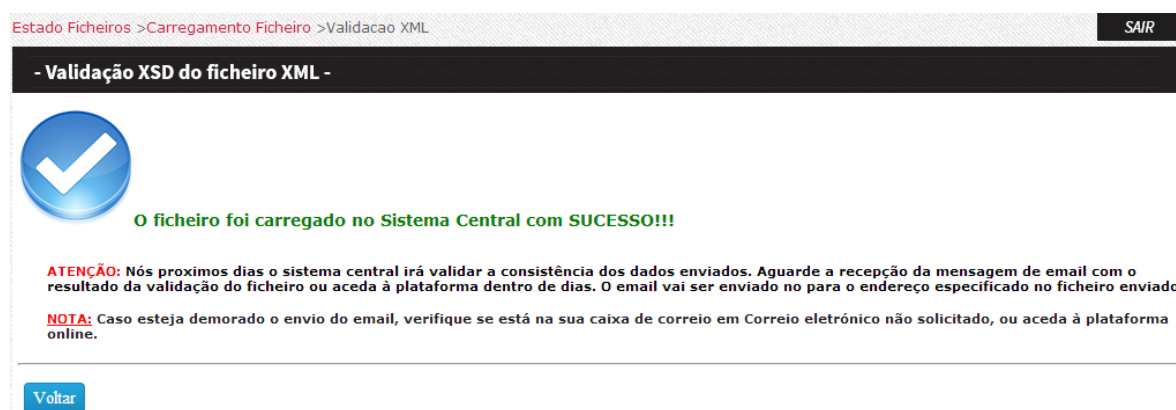 Estado Ficheiros >Carregamento Ficheiro >Validacao XML
SAIR
- Validação XSD do ficheiro XML -
O ficheiro foi carregado no Sistema Central com SUCESSO!!!
ATENÇÃO: Nós proximos dias o sistema central irá validar a consistência dos dados enviados. Aguarde a recepção da mensagem de email com o
resultado da validação do ficheiro ou aceda à plataforma dentro de dias. O email vai ser enviado no para o endereço especificado no ficheiro enviado
NOTA: Caso esteja demorado o envio do email, verifique se está na sua caixa de correio em Correio eletrónico não solicitado, ou aceda à plataforma
online.
Voltar